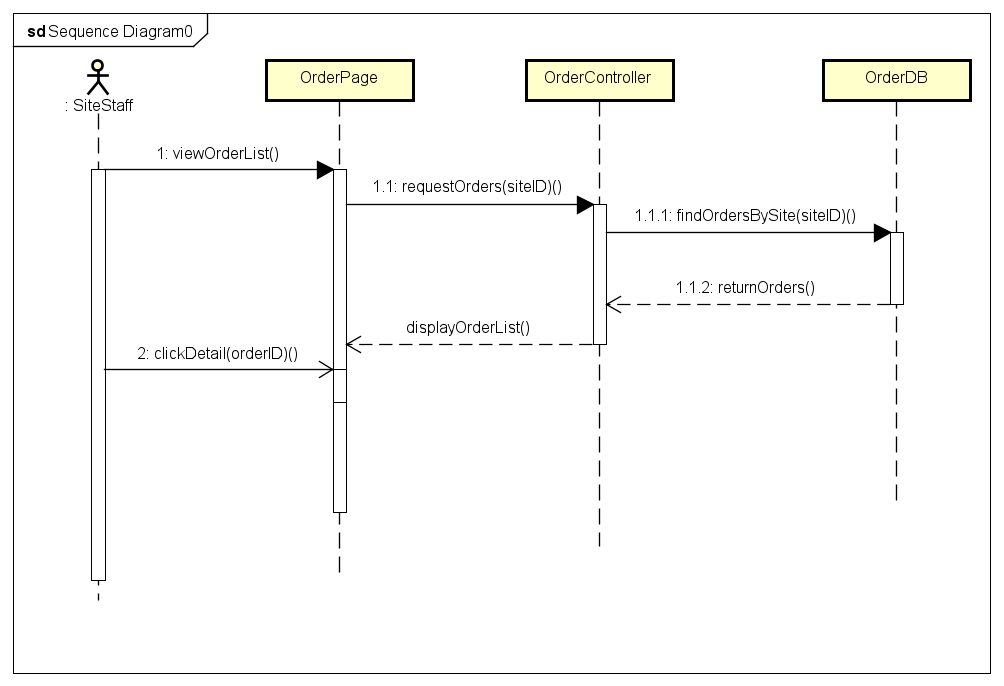 sd Sequence Diagram0
: SiteStaff
OrderPage
OrderController
OrderDB
1: viewOrderList()
1.1: requestOrders(siteID)()
1.1.1: findOrdersBySite(siteID)()
1.1.2: returnOrders()
displayOrderList()
2: clickDetail(orderID)()